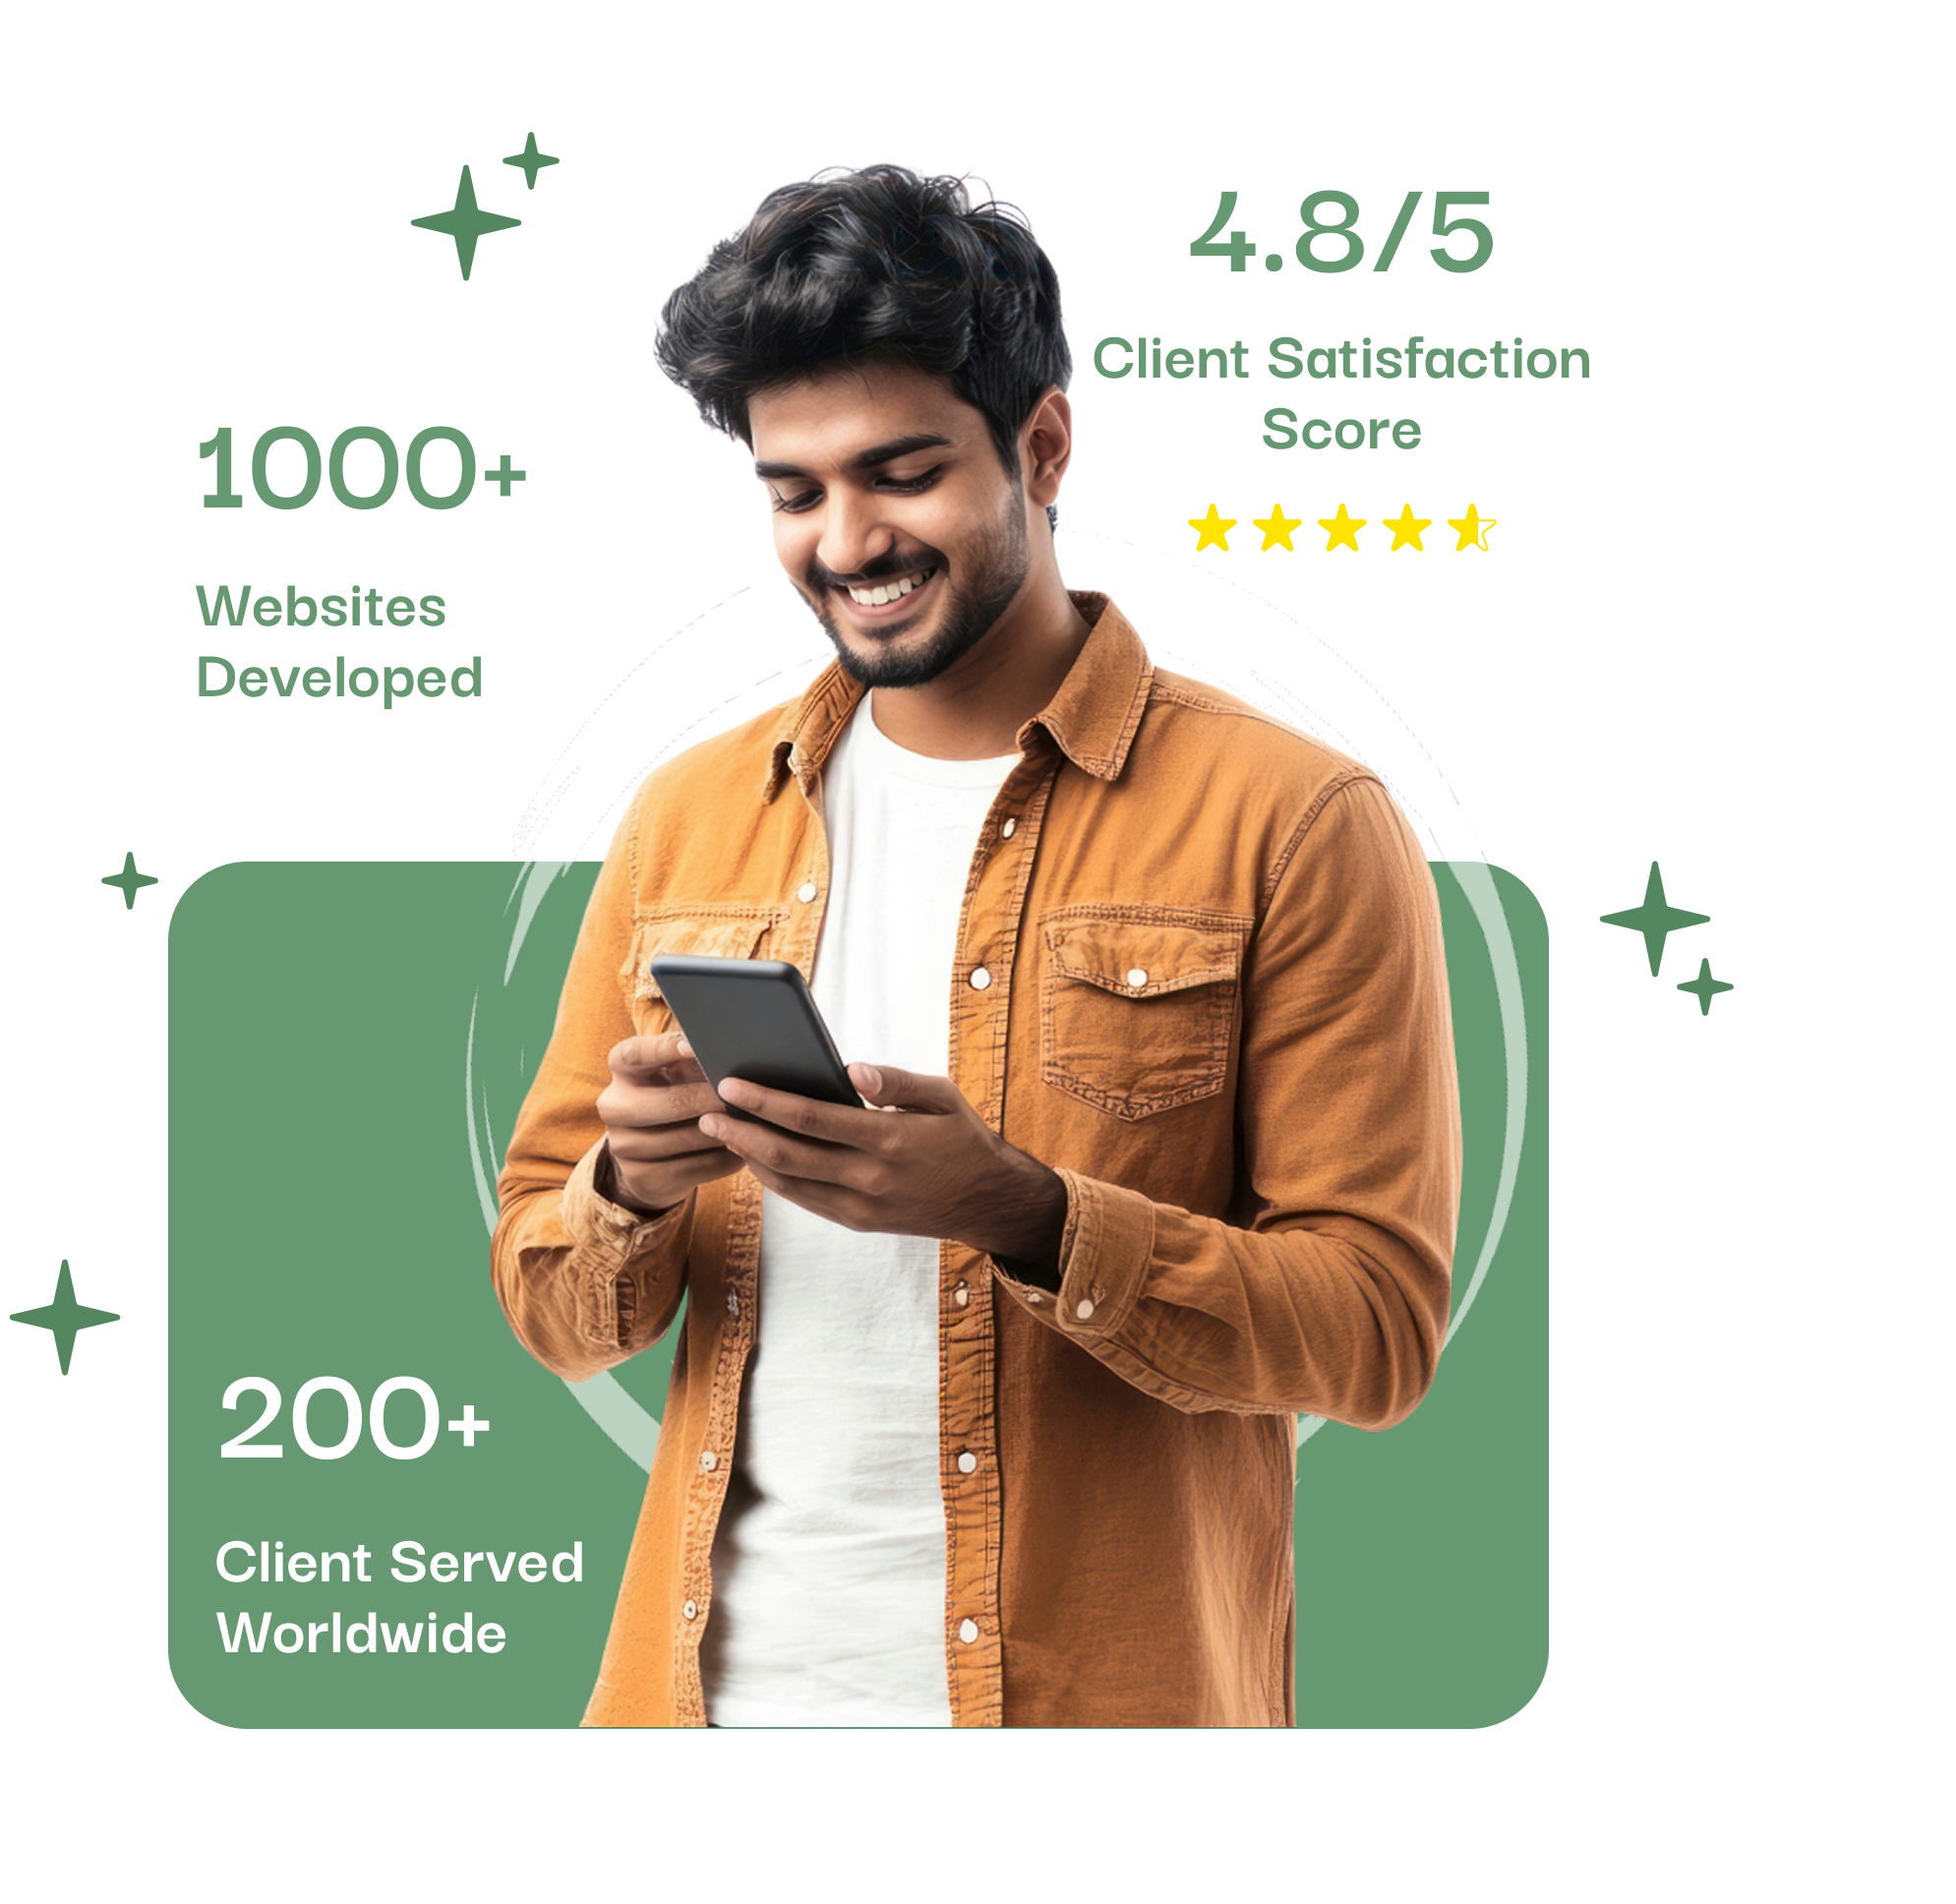 4.8/5
Client Satisfaction
Score
1000+
Websites
Developed
200+
Client Served
Worldwide